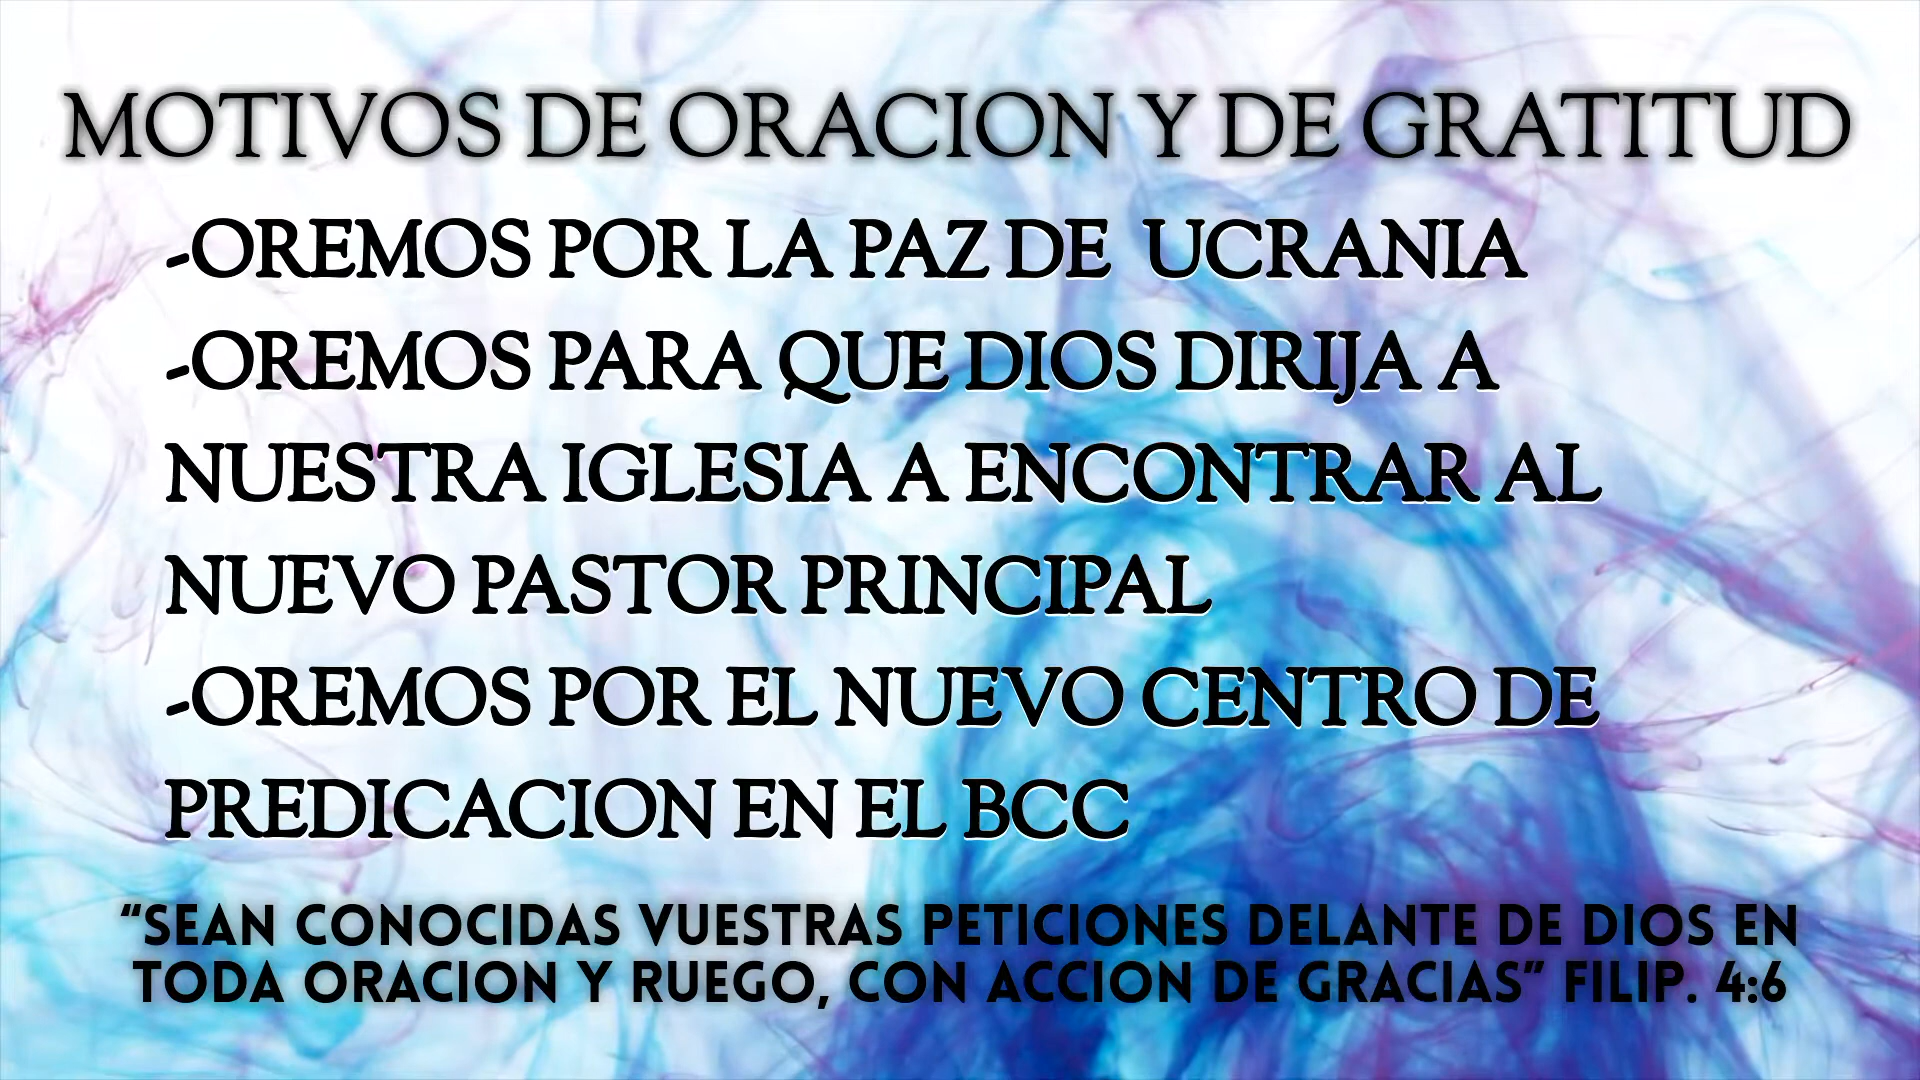 MOTIVOS DE ORACION Y DE GRATITUD
-OREMOS POR LA PAZ DE UCRANIA
-OREMOS PARA QUE DIOS DIRIJA A
NUESTRA IGLESIA A ENCONTRAR AL
NUEVO PASTOR PRINCIPAL
-OREMOS POR EL NUEVO CENTRO DE
PREDICACION EN EL BCC
“SEAN CONOCIDAS VUESTRAS PETICIONES DELANTE DE DIOS EN
TODA ORACION Y RUEGO, CON ACCION DE GRACIAS” FILIP. 4:6